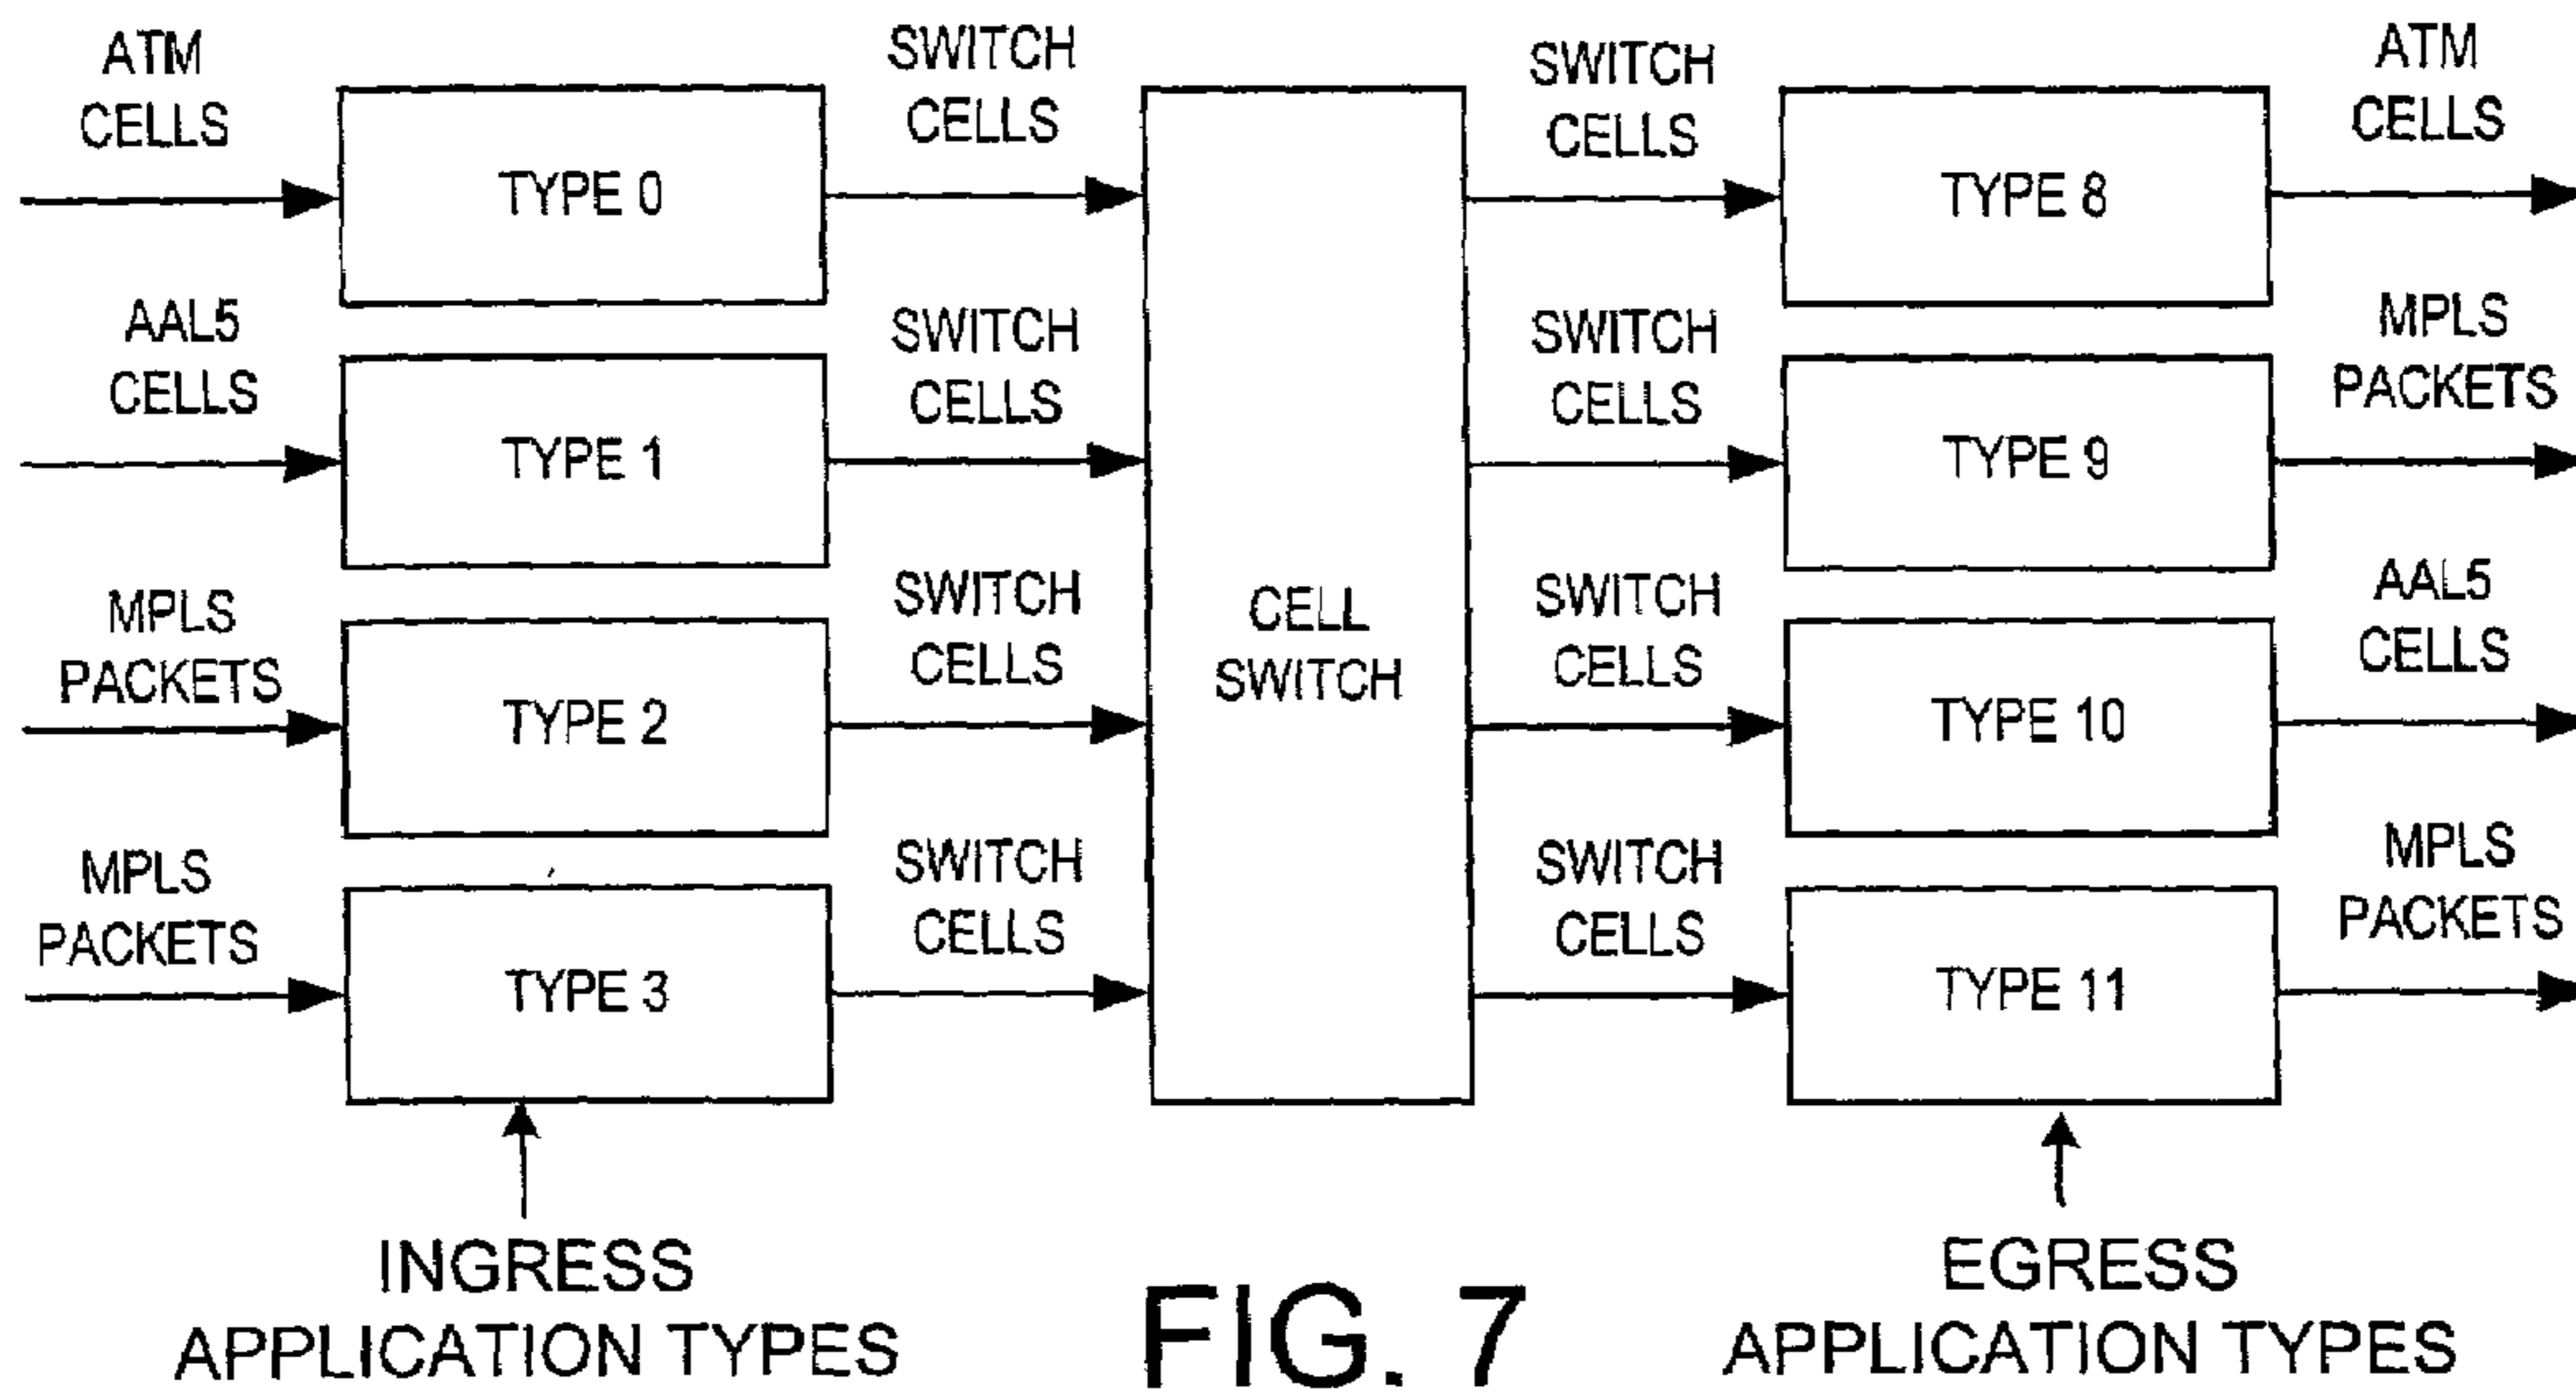 ATM
CELLS
SWITCH
CELLS
SWITCH
CELLS
ATM
CELLS
TYPE 0
TYPE 8
AAL5
CELLS
SWITCH
CELLS
SWITCH
CELLS
MPLS
PACKETS
TYPE 1
TYPE 9
MPLS
PACKETS
SWITCH
CELLS
CELL
SWITCH
SWITCH
CELLS
AAL5
CELLS
TYPE 2
TYPE 10
MPLS
PACKETS
SWITCH
CELLS
SWITCH
CELLS
MPLS
PACKETS
TYPE 3
TYPE 11
INGRESS
APPLICATION TYPES
FIG. 7
EGRESS
APPLICATION TYPES